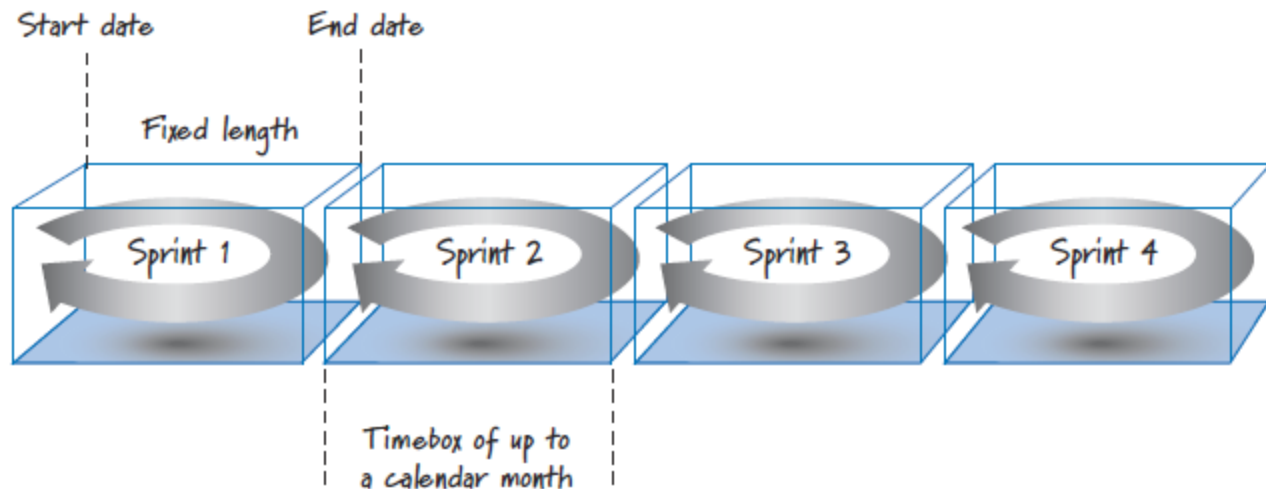 Start date
End date
Fixed length
Sprint 1
Sprint 2
Sprint 3
Sprint 4
Timebox of up to
a calendar month